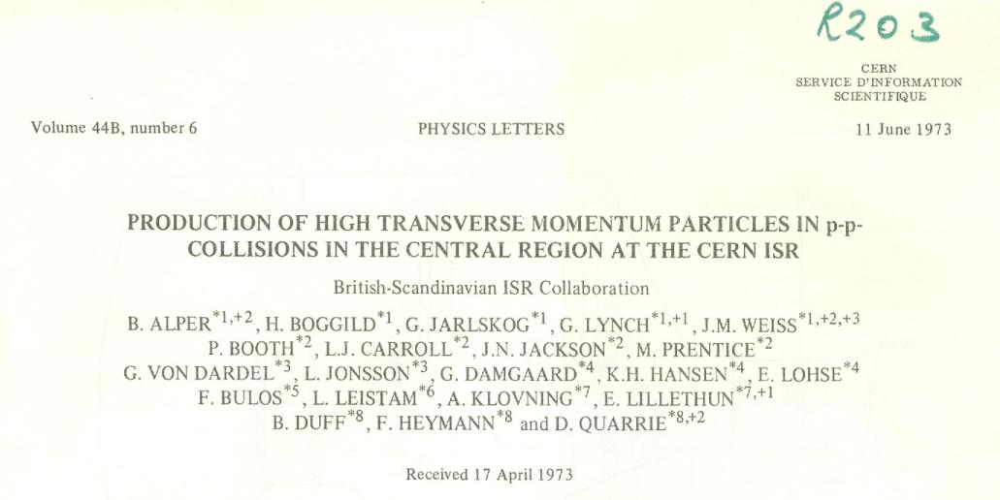 R203
CERN
SERVICE D'INFORMATION
SCIENTIFIQUE
Volume 44B, number 6 PHYSICS LETTERS 11 June 1973
PRODUCTION OF HIGH TRANSVERSE MOMENTUM PARTICLES IN p-p-
COLLISIONS IN THE CENTRAL REGION AT THE CERN ISR
British-Scandinavian ISR Collaboration
B. ALPER*1,+2, H. BOGGILD*1, G. JARLSKOG*1, G. LYNCH*1,+1, J.M. WEISS*1,+2,+3
P. BOOTH*2, L.J. CARROLL*2, J.N. JACKSON*2, M. PRENTICE*2
G. VON DARDEL*3, L. JONSSON*3, G. DAMGAARD*4, K.H. HANSEN*4, E. LOHSE*4
F. BULOS*5, L. LEISTAM*6, A. KLOVNING*7, E. LILLETHUN*7,+1
B. DUFF*8, F. HEYMANN*8 and D. QUARRIE*8,+2
Received 17 April 1973